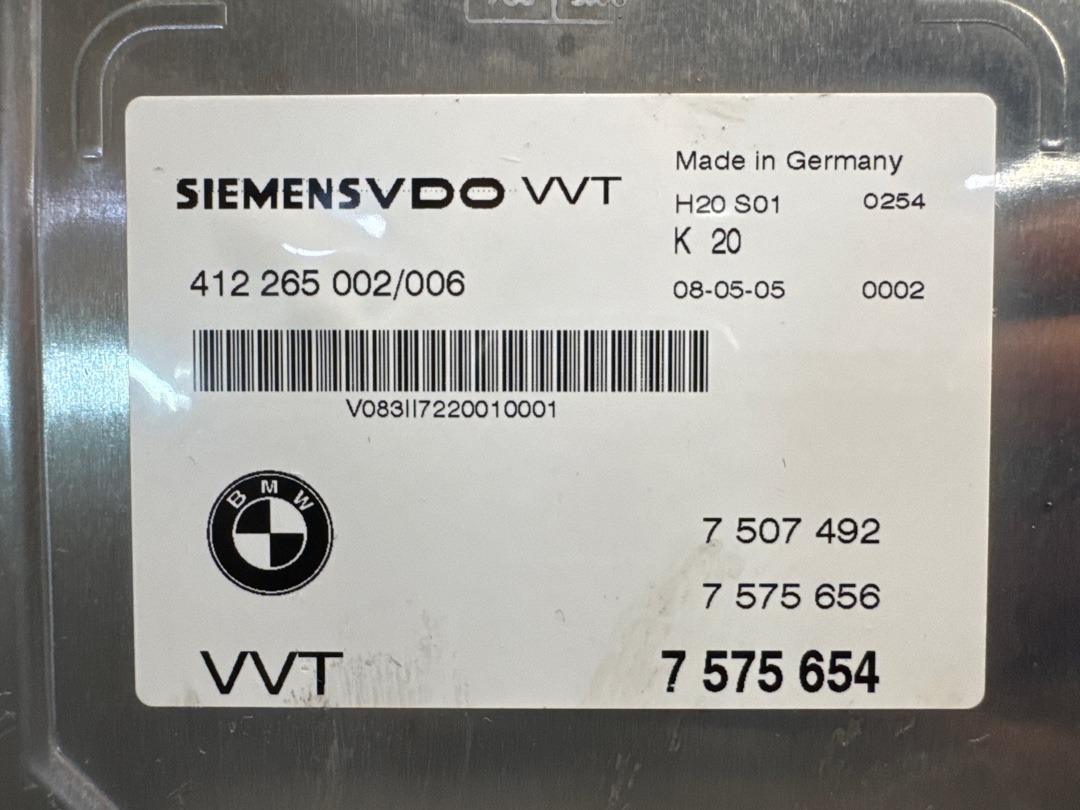 SIEMENSVDO VVT
Made in Germany
H20 S01 0254
K 20
412 265 002/006
08-05-05 0002
V083II7220010001
BMW
7 507 492
7 575 656
VVT 7 575 654